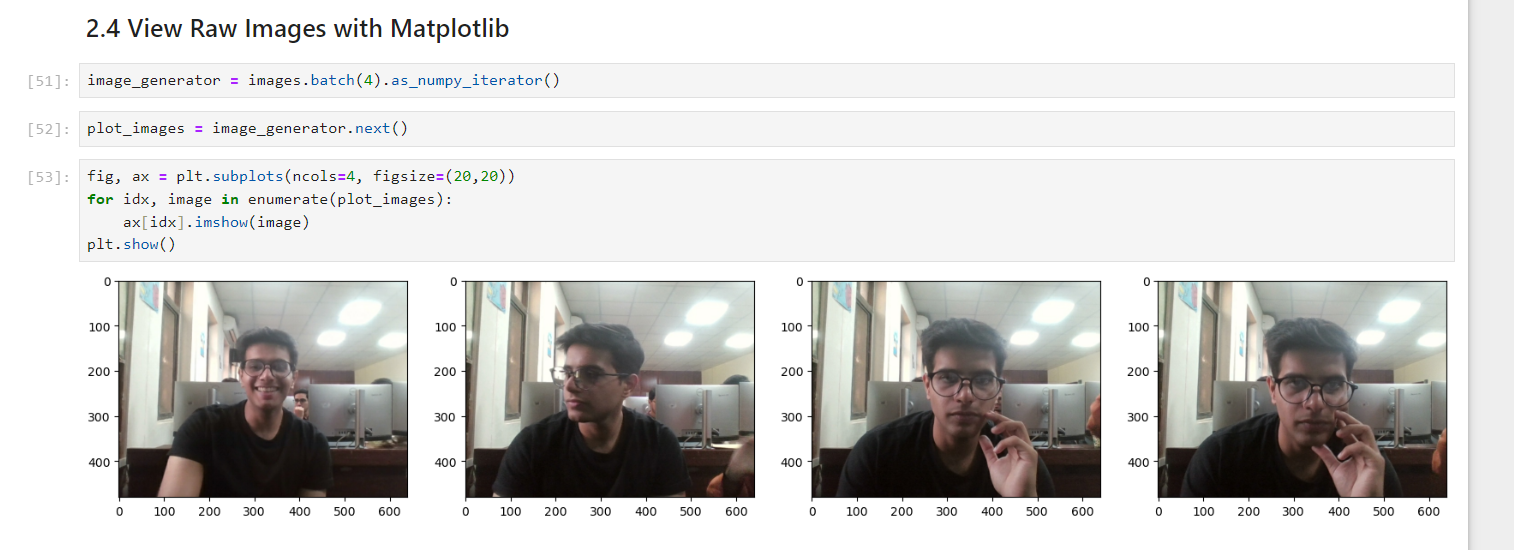 2.4 View Raw Images with Matplotlib
[51]: image_generator = images.batch(4).as_numpy_iterator()
[52]: plot_images = image_generator.next()
[53]: fig, ax = plt.subplots(ncols=4, figsize=(20,20))
for idx, image in enumerate(plot_images):
    ax[idx].imshow(image)
plt.show()
0 0 0 0
100 100 100 100
200 200 200 200
300 300 300 300
400 400 400 400
0 100 200 300 400 500 600 0 100 200 300 400 500 600 0 100 200 300 400 500 600 0 100 200 300 400 500 600